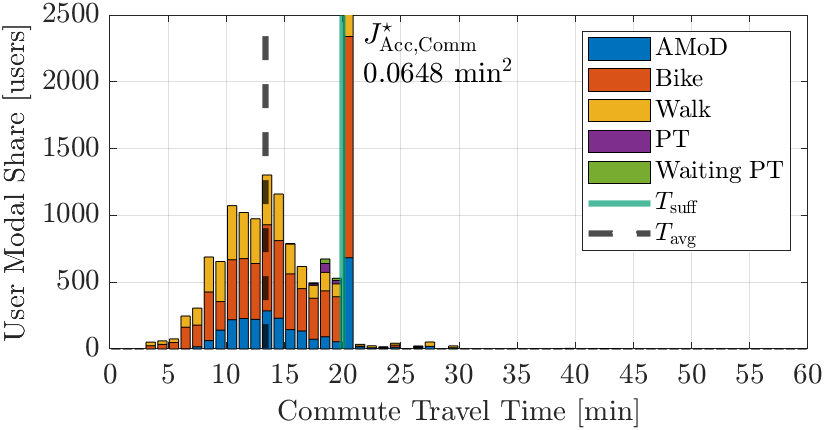 2500
2000
1500
1000
500
0
User Modal Share [users]
J⋆Acc,Comm
0.0648 min²
AMoD
Bike
Walk
PT
Waiting PT
Tsuff
Tavg
0 5 10 15 20 25 30 35 40 45 50 55 60
Commute Travel Time [min]